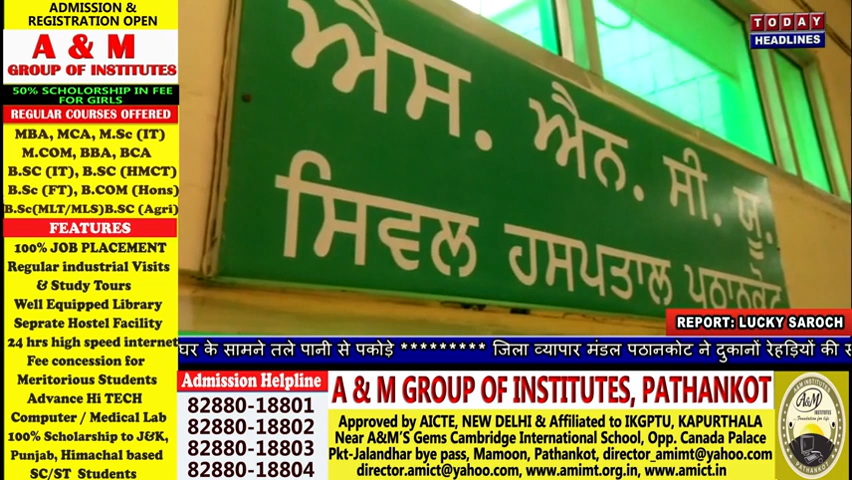 ADMISSION &
REGISTRATION OPEN
A & M
GROUP OF INSTITUTES
50% SCHOLORSHIP IN FEE
FOR GIRLS
REGULAR COURSES OFFERED
MBA, MCA, M.Sc (IT)
M.COM, BBA, BCA
B.SC (IT), B.SC (HMCT)
B.Sc (FT), B.COM (Hons)
B.Sc(MLT/MLS)B.SC (Agri)
FEATURES
100% JOB PLACEMENT
Regular industrial Visits
& Study Tours
Well Equipped Library
Seprate Hostel Facility
24 hrs high speed internet
Fee concession for
Meritorious Students
Advance Hi TECH
Computer / Medical Lab
100% Scholarship to J&K,
Punjab, Himachal based
SC/ST Students
TODAY
HEADLINES
ਐਸ. ਐਨ. ਸੀ. ਯੂ.
ਸਿਵਲ ਹਸਪਤਾਲ ਪਠਾਨਕੋਟ
REPORT: LUCKY SAROCH
घर के सामने तले पानी से पकोड़े ********* जिला व्यापार मंडल पठानकोट ने दुकानों रेहड़ियों की
Admission Helpline
82880-18801
82880-18802
82880-18803
82880-18804
A & M GROUP OF INSTITUTES, PATHANKOT
Approved by AICTE, NEW DELHI & Affiliated to IKGPTU, KAPURTHALA
Near A&M'S Gems Cambridge International School, Opp. Canada Palace
Pkt-Jalandhar bye pass, Mamoon, Pathankot, director_amimt@yahoo.com
director.amict@yahoo.com, www.amimt.org.in, www.amict.in
A&M
INSTITUTES
PATHANKOT